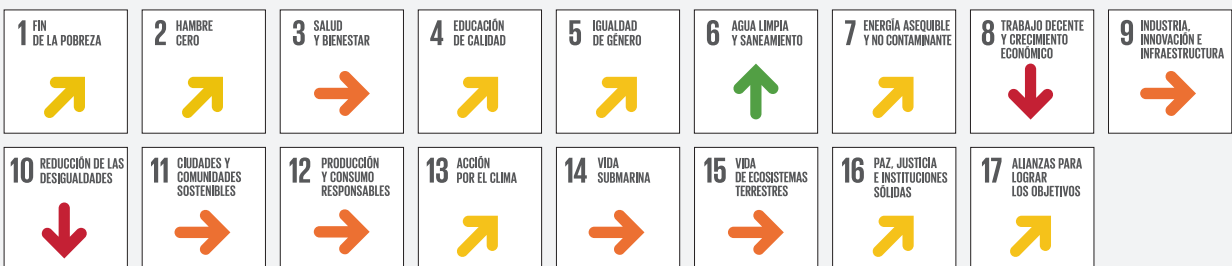 1 FIN
DE LA POBREZA
2 HAMBRE
CERO
3 SALUD
Y BIENESTAR
4 EDUCACIÓN
DE CALIDAD
5 IGUALDAD
DE GÉNERO
6 AGUA LIMPIA
Y SANEAMIENTO
7 ENERGÍA ASEQUIBLE
Y NO CONTAMINANTE
8 TRABAJO DECENTE
Y CRECIMIENTO
ECONÓMICO
9 INDUSTRIA,
INNOVACIÓN E
INFRAESTRUCTURA
10 REDUCCIÓN DE LAS
DESIGUALDADES
11 CIUDADES Y
COMUNIDADES
SOSTENIBLES
12 PRODUCCIÓN
Y CONSUMO
RESPONSABLES
13 ACCIÓN
POR EL CLIMA
14 VIDA
SUBMARINA
15 VIDA
DE ECOSISTEMAS
TERRESTRES
16 PAZ, JUSTICIA
E INSTITUCIONES
SÓLIDAS
17 ALIANZAS PARA
LOGRAR
LOS OBJETIVOS